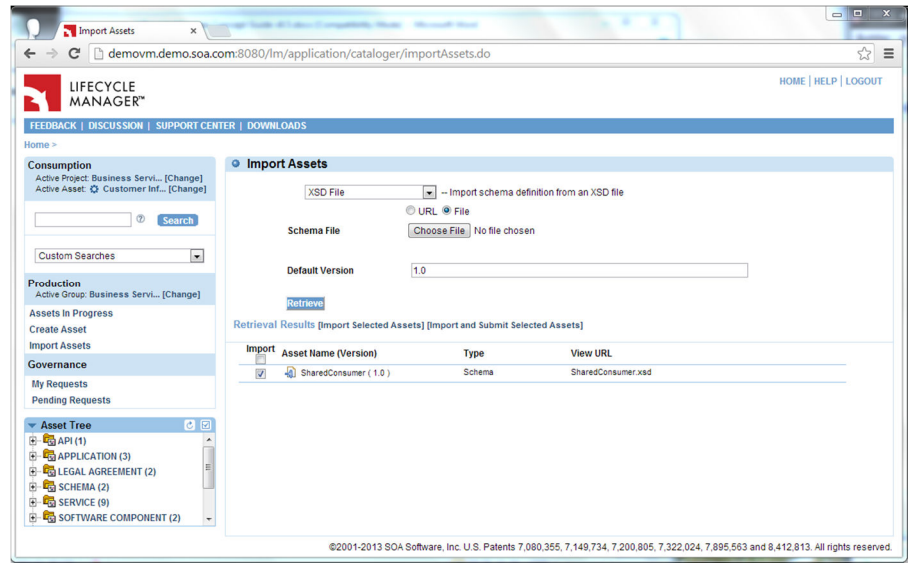 Import Assets
demovm.demo.soa.com:8080/lm/application/cataloger/importAssets.do
LIFECYCLE
MANAGER™
HOME | HELP | LOGOUT
FEEDBACK | DISCUSSION | SUPPORT CENTER | DOWNLOADS
Home >
Consumption
Active Project: Business Servi... [Change]
Active Asset: Customer Inf... [Change]
Search
Custom Searches
Production
Active Group: Business Servi... [Change]
Assets In Progress
Create Asset
Import Assets
Governance
My Requests
Pending Requests
Asset Tree
API (1)
APPLICATION (3)
LEGAL AGREEMENT (2)
SCHEMA (2)
SERVICE (9)
SOFTWARE COMPONENT (2)
Import Assets
XSD File -- Import schema definition from an XSD file
URL File
Schema File Choose File No file chosen
Default Version 1.0
Retrieve
Retrieval Results [Import Selected Assets] [Import and Submit Selected Assets]
Import Asset Name (Version) Type View URL
SharedConsumer ( 1.0 ) Schema SharedConsumer.xsd
©2001-2013 SOA Software, Inc. U.S. Patents 7,080,355, 7,149,734, 7,200,805, 7,322,024, 7,895,563 and 8,412,813. All rights reserved.